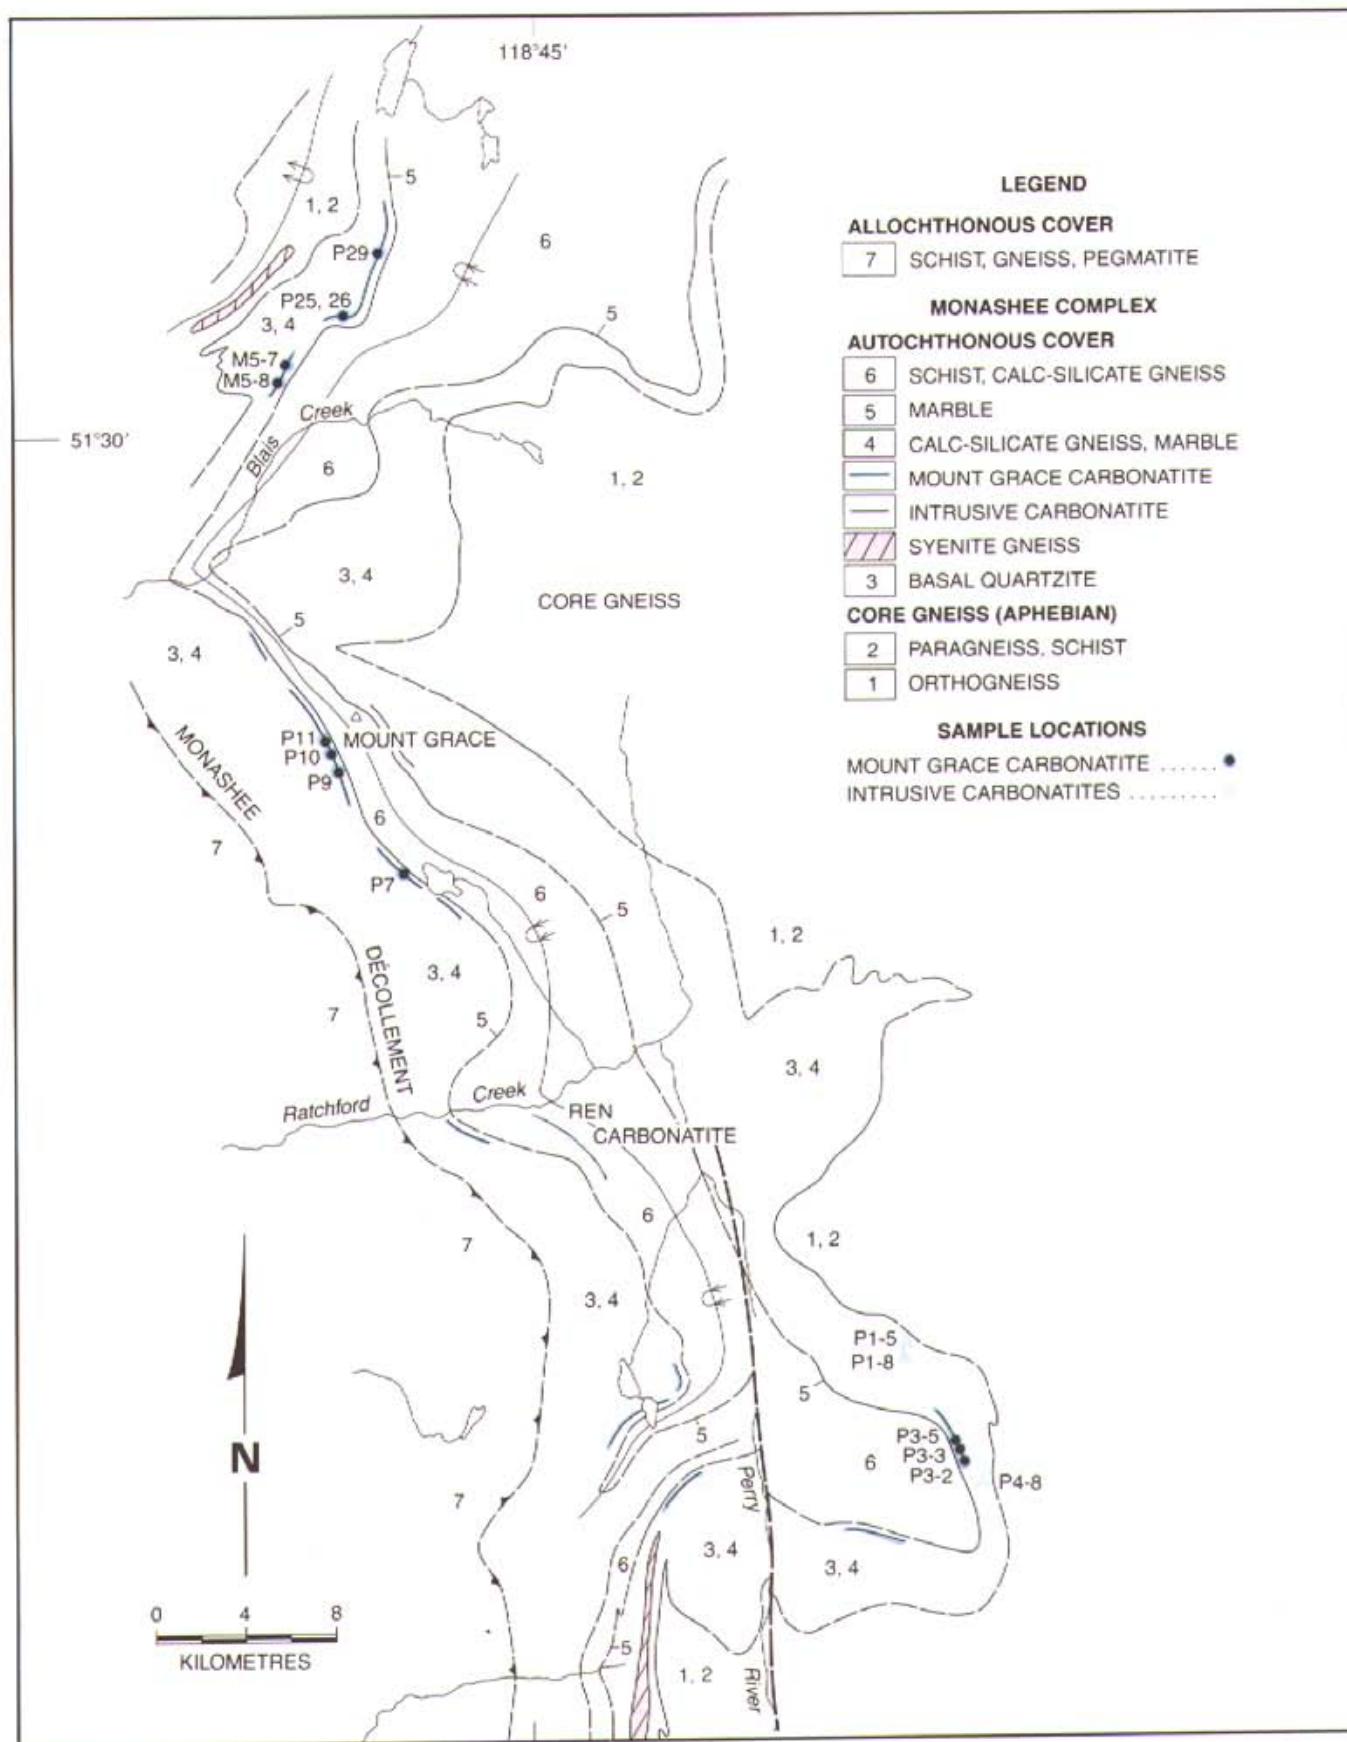 118°45'
5
1, 2
P29
6
P25, 26
3, 4
5
M5-7
M5-8
Creek
51°30'
Blais
6
1, 2
3, 4
CORE GNEISS
5
3, 4
MONASHEE
P11
MOUNT GRACE
P10
P9
6
7
P7
6
5
1, 2
DÉCOLLEMENT
3, 4
7
5
3, 4
Ratchford
Creek
REN
CARBONATITE
6
1, 2
7
3, 4
P1-5
P1-8
5
5
P3-5
P3-3
P3-2
6
P4-8
N
Perry
7
3, 4
6
3, 4
0 4 8
KILOMETRES
5
1, 2
River
LEGEND
ALLOCHTHONOUS COVER
7 SCHIST, GNEISS, PEGMATITE
MONASHEE COMPLEX
AUTOCHTHONOUS COVER
6 SCHIST, CALC-SILICATE GNEISS
5 MARBLE
4 CALC-SILICATE GNEISS, MARBLE
MOUNT GRACE CARBONATITE
INTRUSIVE CARBONATITE
SYENITE GNEISS
3 BASAL QUARTZITE
CORE GNEISS (APHEBIAN)
2 PARAGNEISS, SCHIST
1 ORTHOGNEISS
SAMPLE LOCATIONS
MOUNT GRACE CARBONATITE ......
INTRUSIVE CARBONATITES .........